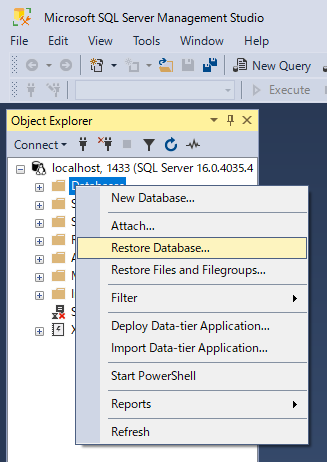 Microsoft SQL Server Management Studio
File Edit View Tools Window Help
New Query
Execute
Object Explorer
Connect
localhost, 1433 (SQL Server 16.0.4035.4
Databases
New Database...
Attach...
Restore Database...
Restore Files and Filegroups...
Filter
Deploy Data-tier Application...
Import Data-tier Application...
Start PowerShell
Reports
Refresh